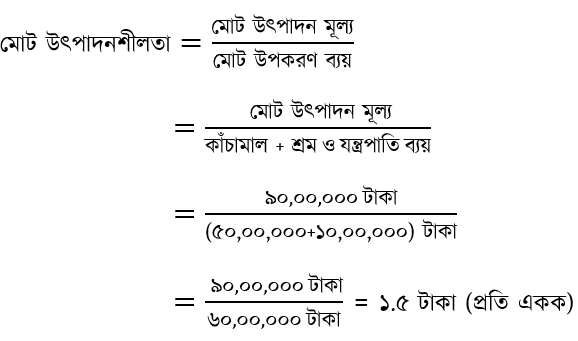 মোট উৎপাদনশীলতা = মোট উৎপাদন মূল্য / মোট উপকরণ ব্যয়
= মোট উৎপাদন মূল্য / কাঁচামাল + শ্রম ও যন্ত্রপাতি ব্যয়
= ৯০,০০,০০০ টাকা / (৫০,০০,০০০+১০,০০,০০০) টাকা
= ৯০,০০,০০০ টাকা / ৬০,০০,০০০ টাকা = ১.৫ টাকা (প্রতি একক)